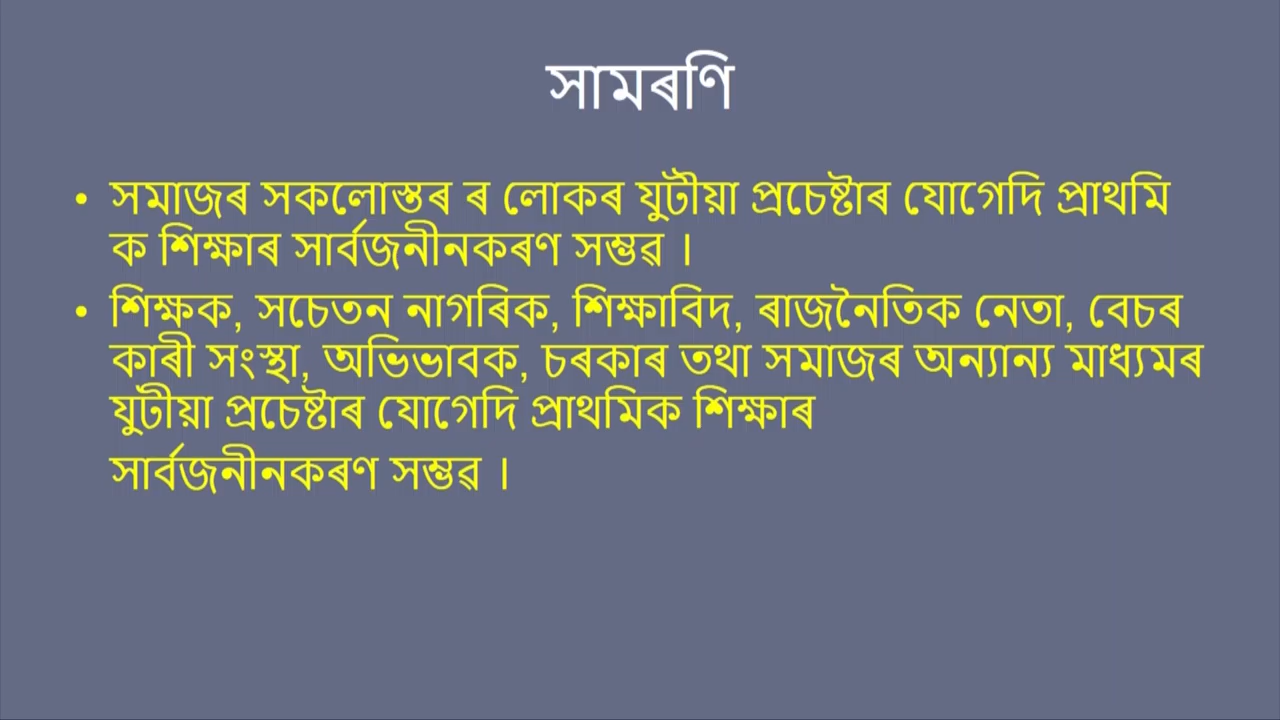 সামৰণি
• সমাজৰ সকলোস্তৰ ৰ লোকৰ যুটীয়া প্ৰচেষ্টাৰ যোগেদি প্ৰাথমি
ক শিক্ষাৰ সাৰ্বজনীনকৰণ সম্ভৱ ।
• শিক্ষক, সচেতন নাগৰিক, শিক্ষাবিদ, ৰাজনৈতিক নেতা, বেচৰ
কাৰী সংস্থা, অভিভাবক, চৰকাৰ তথা সমাজৰ অন্যান্য মাধ্যমৰ
যুটীয়া প্ৰচেষ্টাৰ যোগেদি প্ৰাথমিক শিক্ষাৰ
সাৰ্বজনীনকৰণ সম্ভৱ ।